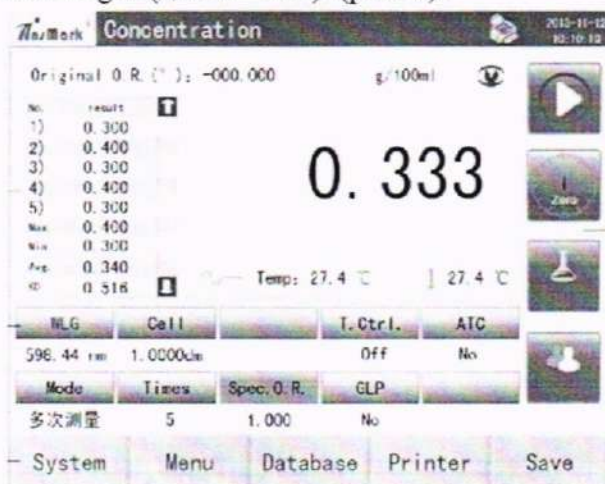 Concentration
2013-11-12
10:10:10
Original O.R.(°): -000.000 g/100ml
No. result
1) 0.300
2) 0.400
3) 0.300
4) 0.400
5) 0.300
Max 0.400
Min 0.300
Avg. 0.340
0.516
0.333
Temp: 27.4 ℃ 27.4 ℃
Zero
WLG Cell T.Ctrl. ATC
598.44 nm 1.0000dm Off No
Mode Times Spec.O.R. GLP
多次测量 5 1.000 No
System Menu Database Printer Save